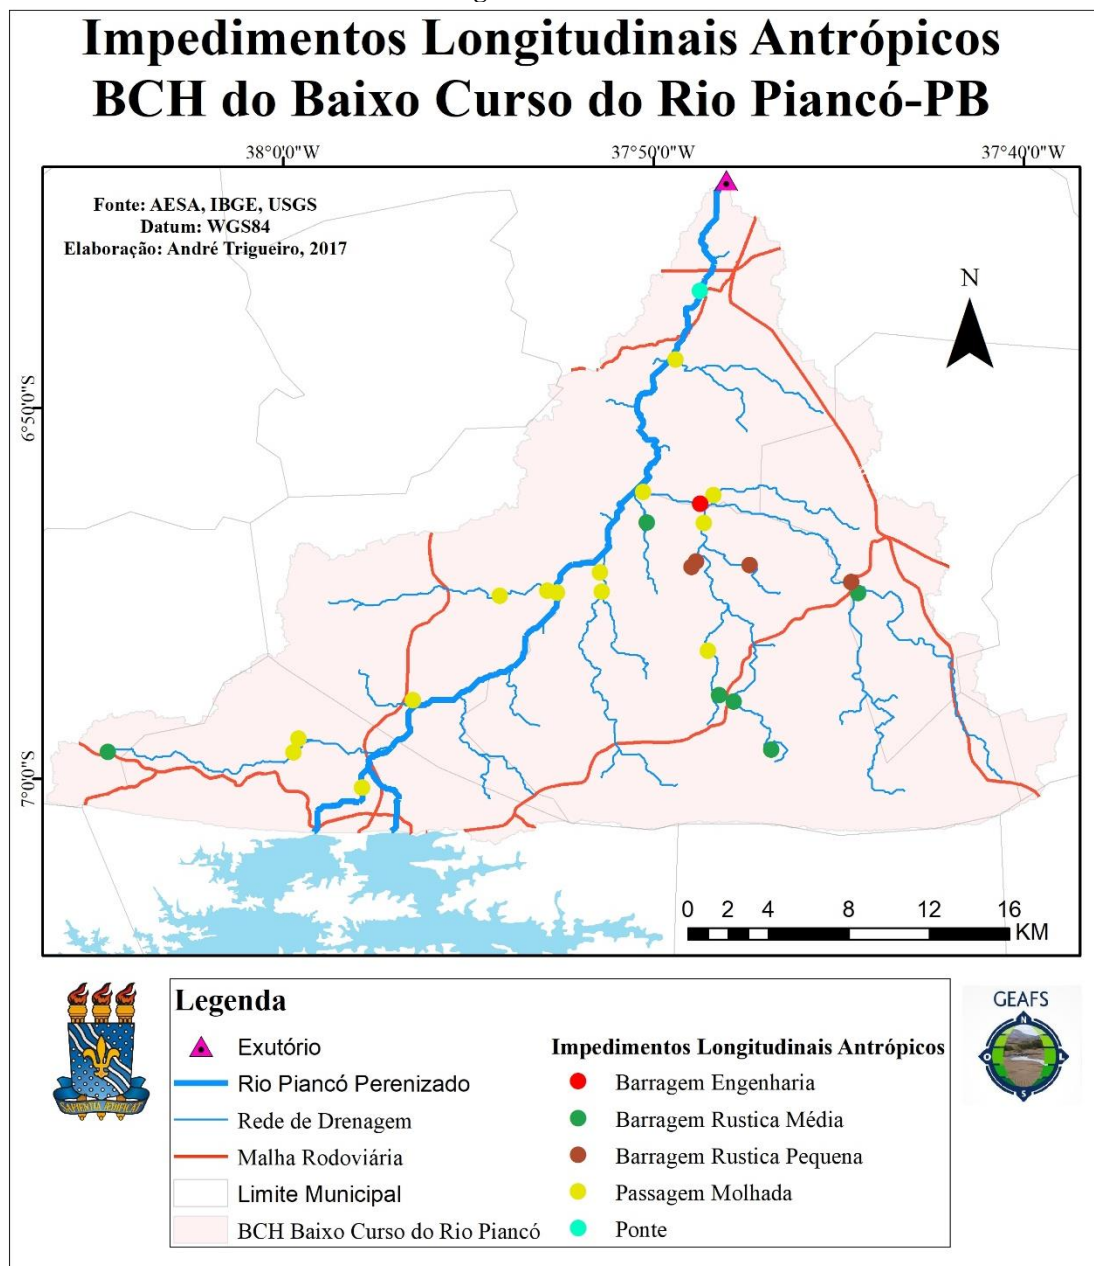 Impedimentos Longitudinais Antrópicos
BCH do Baixo Curso do Rio Piancó-PB
38°0'0"W
37°50'0"W
37°40'0"W
Fonte: AESA, IBGE, USGS
Datum: WGS84
Elaboração: André Trigueiro, 2017
N
6°50'0"S
7°0'0"S
0 2 4 8 12 16
KM
Legenda
Exutório
Rio Piancó Perenizado
Rede de Drenagem
Malha Rodoviária
Limite Municipal
BCH Baixo Curso do Rio Piancó
Impedimentos Longitudinais Antrópicos
Barragem Engenharia
Barragem Rustica Média
Barragem Rustica Pequena
Passagem Molhada
Ponte
SAPIENTIA ÆDIFICAT
GEAFS
N
O
L
S